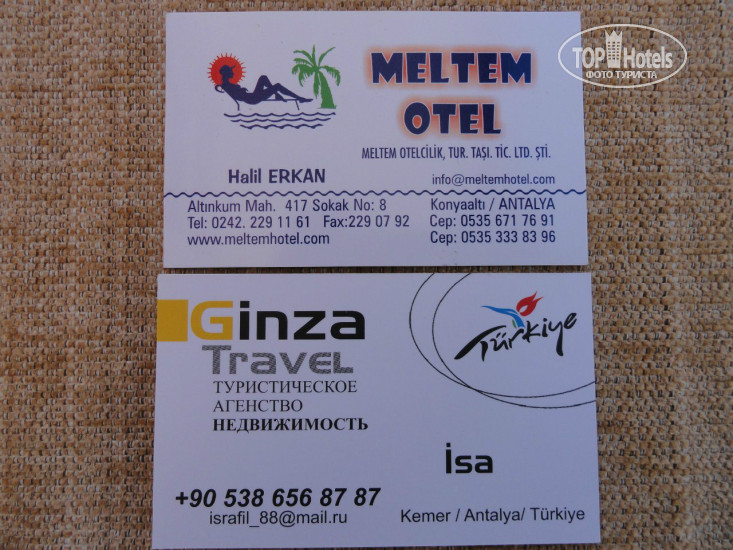 TOP Hotels
ФОТО ТУРИСТА
MELTEM
OTEL
MELTEM OTELCİLİK, TUR. TAŞI. TİC. LTD. ŞTİ.
Halil ERKAN
info@meltemhotel.com
Altınkum Mah. 417 Sokak No: 8
Tel: 0242. 229 11 61 Fax:229 07 92
www.meltemhotel.com
Konyaaltı / ANTALYA
Cep: 0535 671 76 91
Cep: 0535 333 83 96
Ginza
Travel
ТУРИСТИЧЕСКОЕ
АГЕНСТВО
НЕДВИЖИМОСТЬ
Türkiye
İsa
+90 538 656 87 87
israfil_88@mail.ru
Kemer / Antalya/ Türkiye